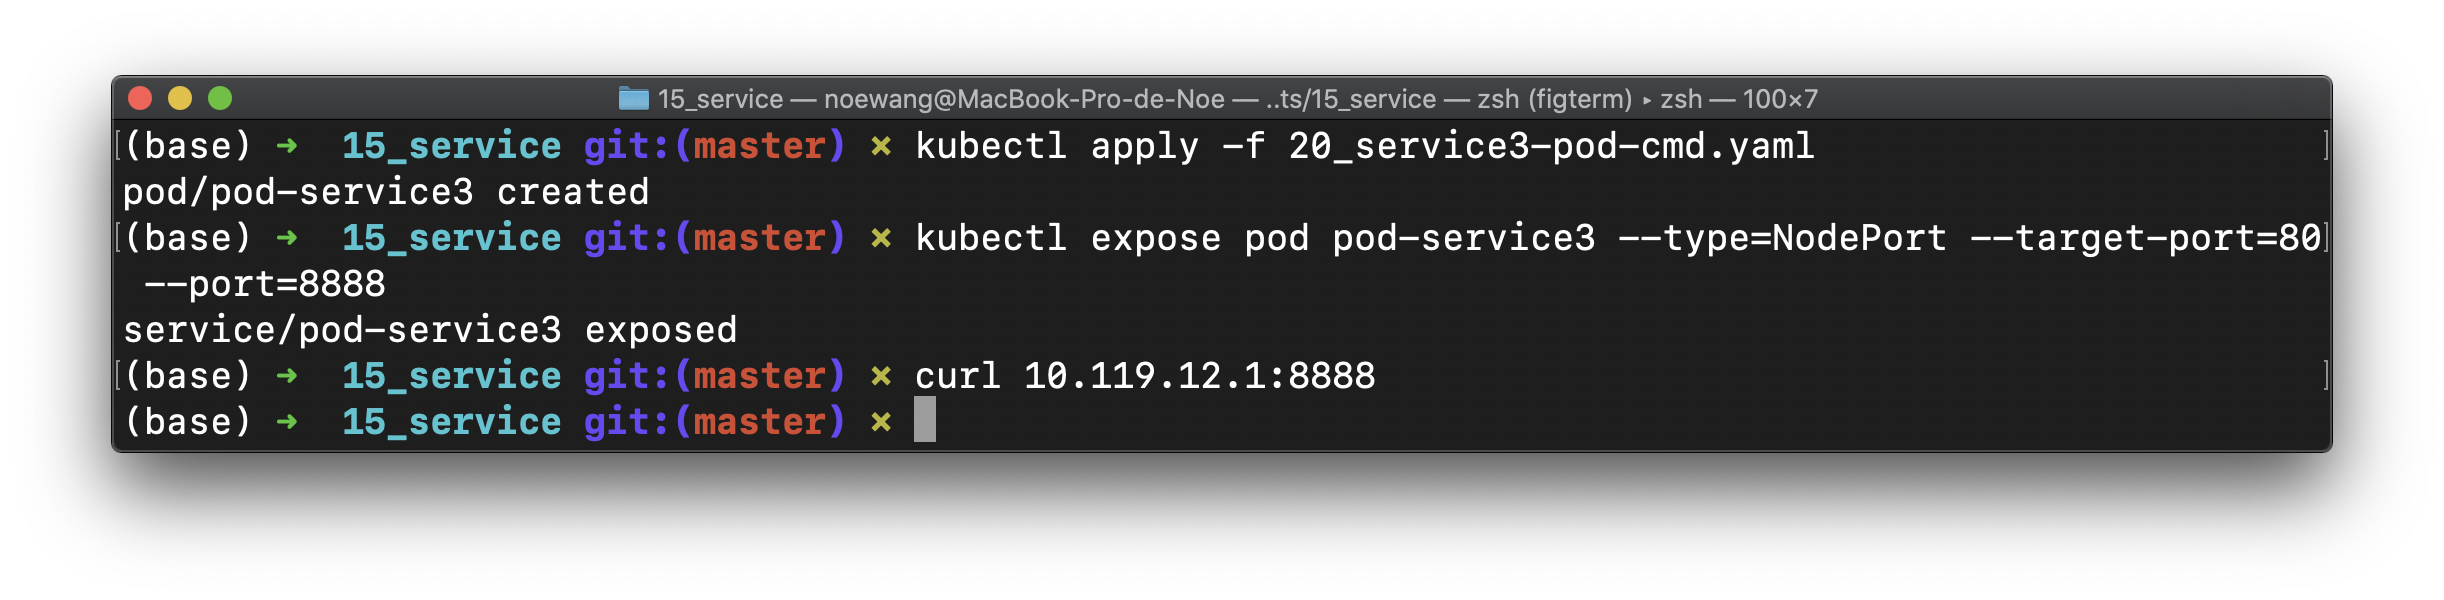 15_service — noewang@MacBook-Pro-de-Noe — ..ts/15_service — zsh (figterm) ▸ zsh — 100×7
(base) ➜  15_service git:(master) ✗ kubectl apply -f 20_service3-pod-cmd.yaml
pod/pod-service3 created
(base) ➜  15_service git:(master) ✗ kubectl expose pod pod-service3 --type=NodePort --target-port=80
 --port=8888
service/pod-service3 exposed
(base) ➜  15_service git:(master) ✗ curl 10.119.12.1:8888
(base) ➜  15_service git:(master) ✗